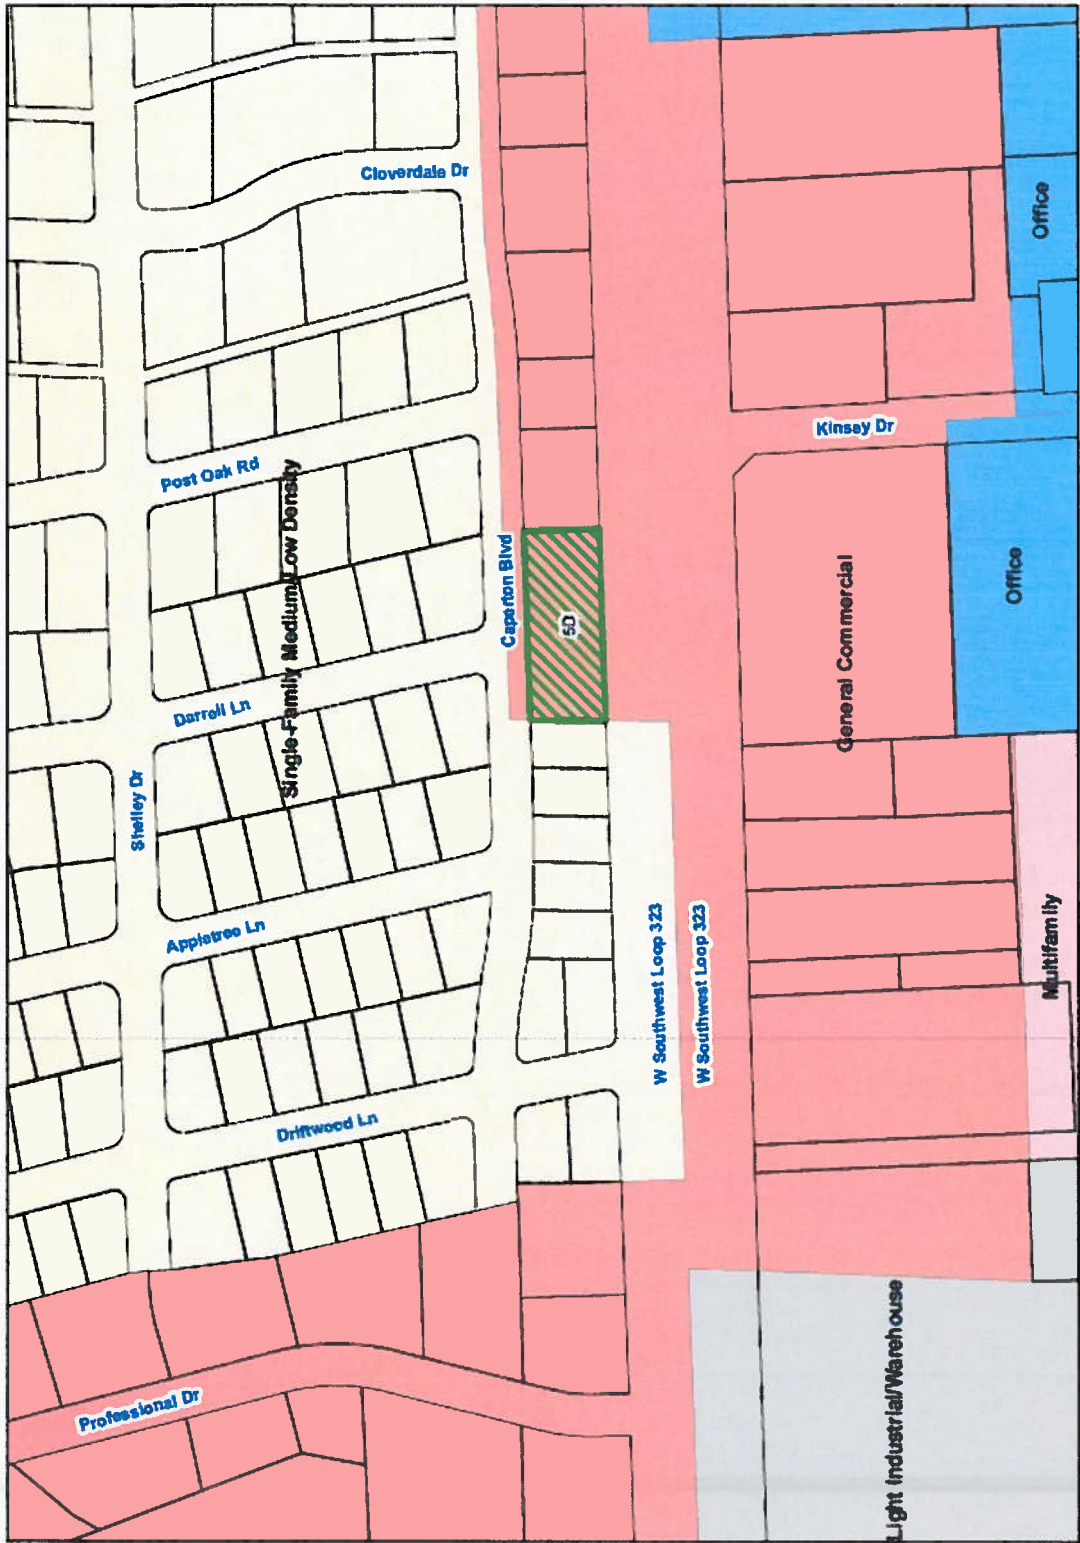 Cloverdale Dr
Office
Kinsey Dr
Post Oak Rd
Single-Family Medium/Low Density
Caperton Blvd
5D
General Commercial
Office
Darrell Ln
Shelley Dr
Appletree Ln
W Southwest Loop 323
W Southwest Loop 323
Multifamily
Driftwood Ln
Light Industrial/Warehouse
Professional Dr